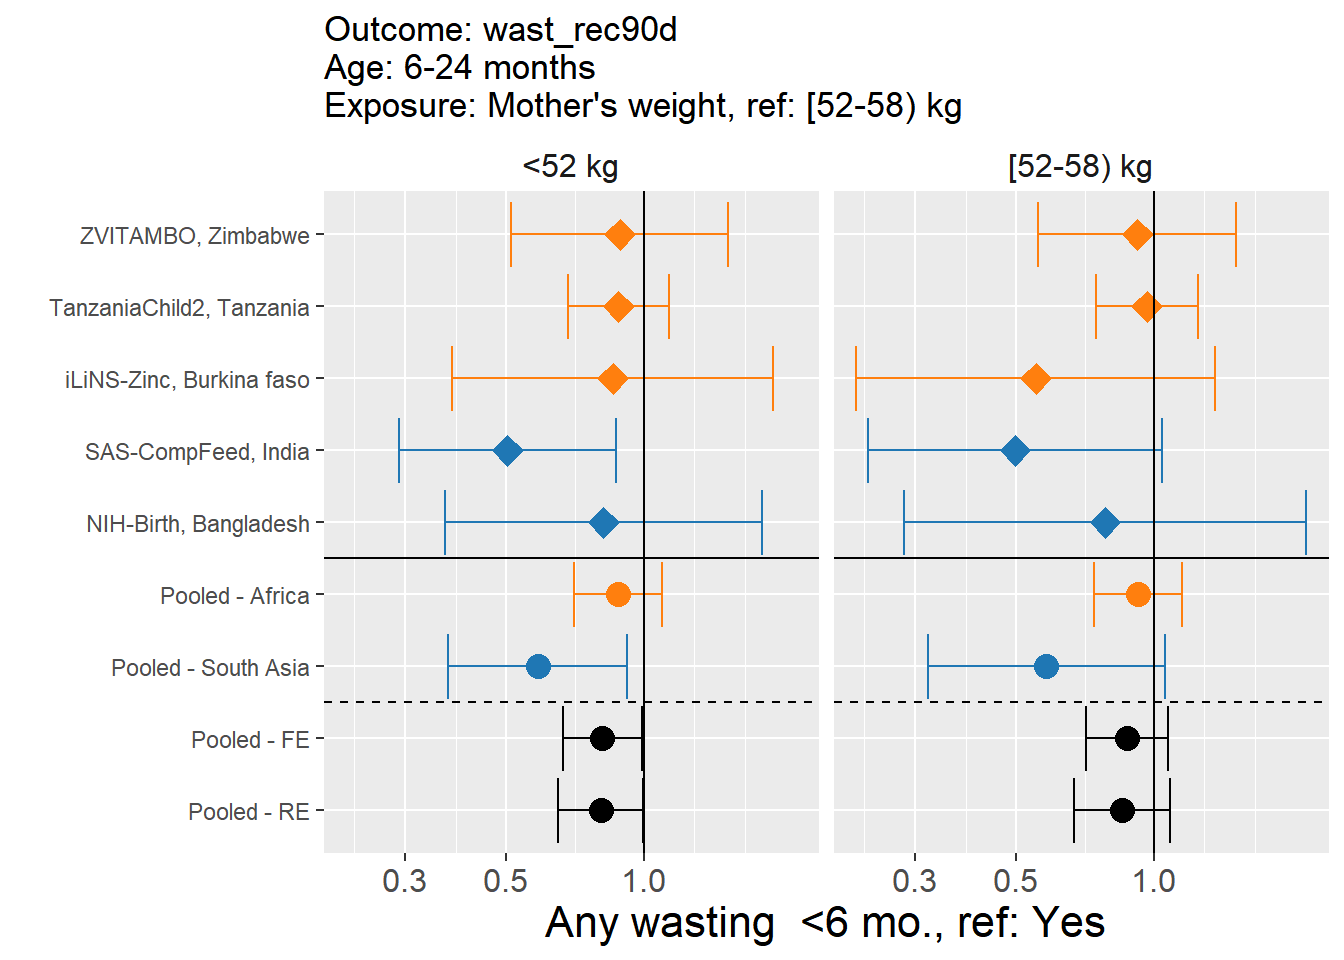 Outcome: wast_rec90d
Age: 6-24 months
Exposure: Mother's weight, ref: [52-58) kg
<52 kg
[52-58) kg
ZVITAMBO, Zimbabwe
TanzaniaChild2, Tanzania
iLiNS-Zinc, Burkina faso
SAS-CompFeed, India
NIH-Birth, Bangladesh
Pooled - Africa
Pooled - South Asia
Pooled - FE
Pooled - RE
0.3 0.5 1.0
0.3 0.5 1.0
Any wasting  <6 mo., ref: Yes